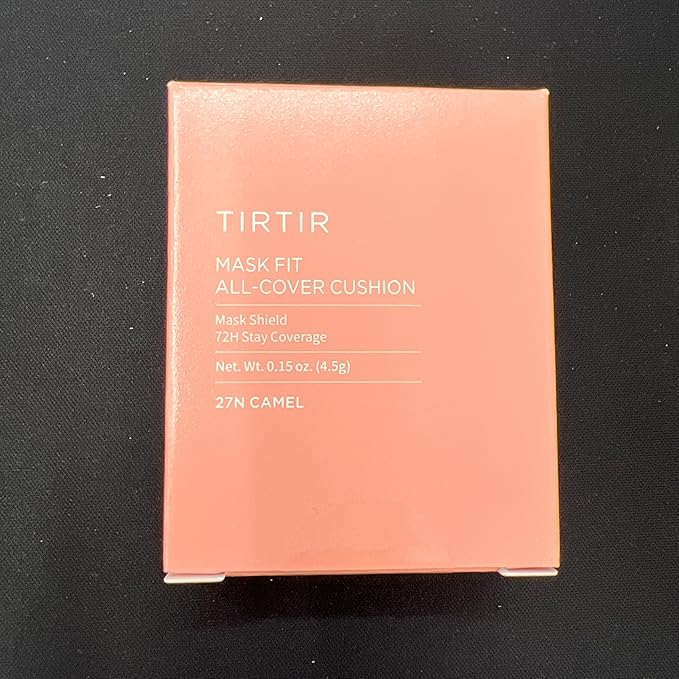 TIRTIR
MASK FIT
ALL-COVER CUSHION
Mask Shield
72H Stay Coverage
Net. Wt. 0.15 oz. (4.5g)
27N CAMEL